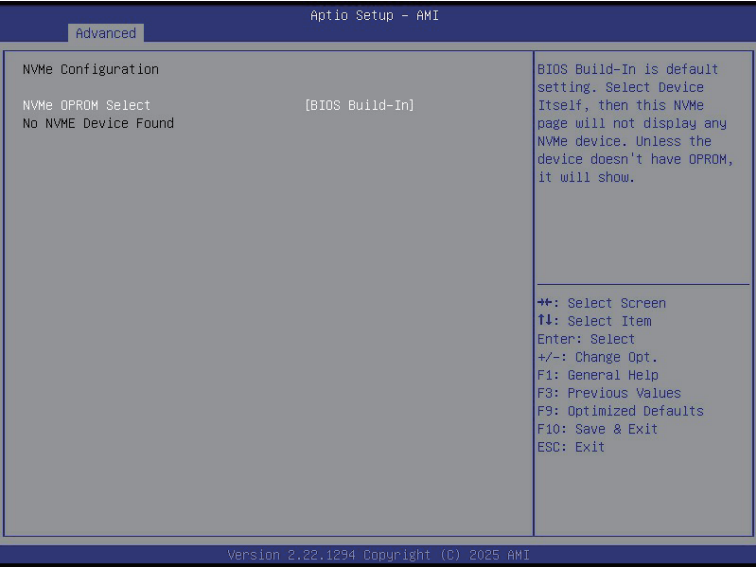 Aptio Setup – AMI
Advanced
NVMe Configuration
NVMe OPROM Select [BIOS Build-In]
No NVME Device Found
BIOS Build-In is default
setting. Select Device
Itself, then this NVMe
page will not display any
NVMe device. Unless the
device doesn't have OPROM,
it will show.
→←: Select Screen
↑↓: Select Item
Enter: Select
+/-: Change Opt.
F1: General Help
F3: Previous Values
F9: Optimized Defaults
F10: Save & Exit
ESC: Exit
Version 2.22.1294 Copyright (C) 2025 AMI